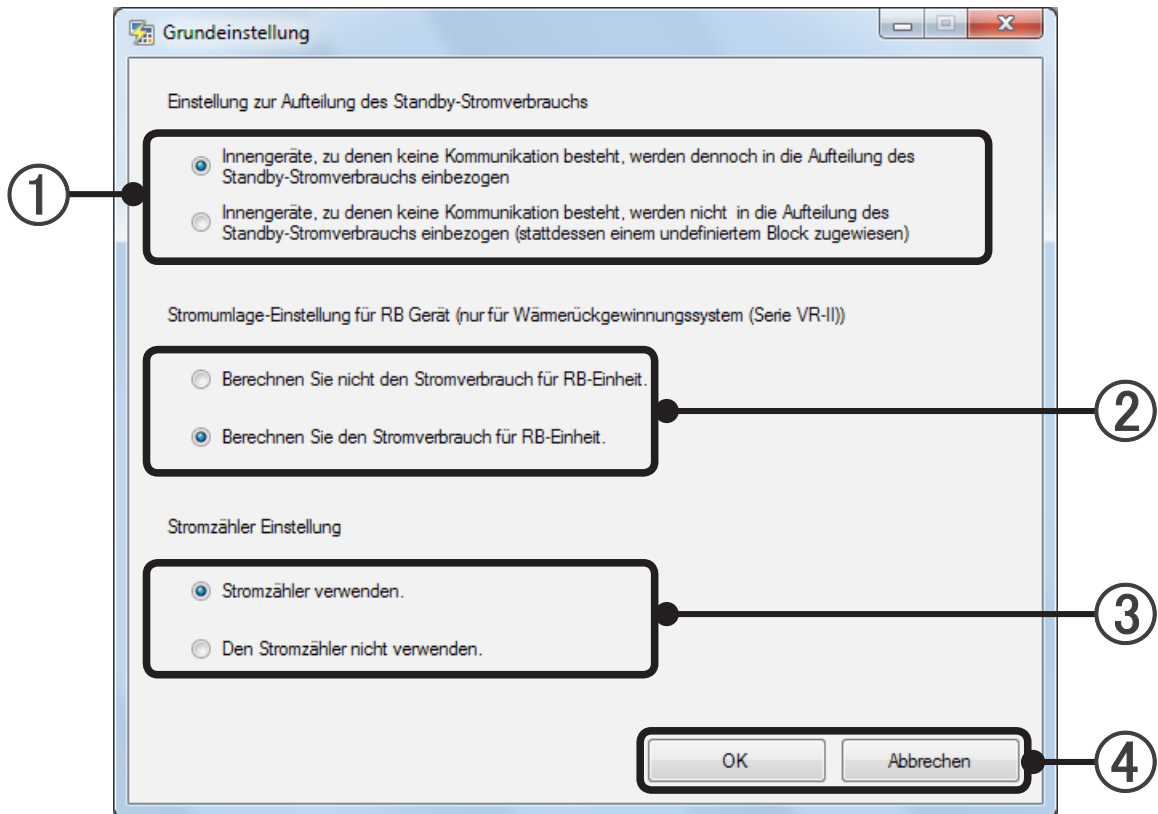 Grundeinstellung
Einstellung zur Aufteilung des Standby-Stromverbrauchs
①
Innengeräte, zu denen keine Kommunikation besteht, werden dennoch in die Aufteilung des
Standby-Stromverbrauchs einbezogen
Innengeräte, zu denen keine Kommunikation besteht, werden nicht in die Aufteilung des
Standby-Stromverbrauchs einbezogen (stattdessen einem undefiniertem Block zugewiesen)
Stromumlage-Einstellung für RB Gerät (nur für Wärmerückgewinnungssystem (Serie VR-II))
Berechnen Sie nicht den Stromverbrauch für RB-Einheit.
②
Berechnen Sie den Stromverbrauch für RB-Einheit.
Stromzähler Einstellung
Stromzähler verwenden.
③
Den Stromzähler nicht verwenden.
OK Abbrechen ④